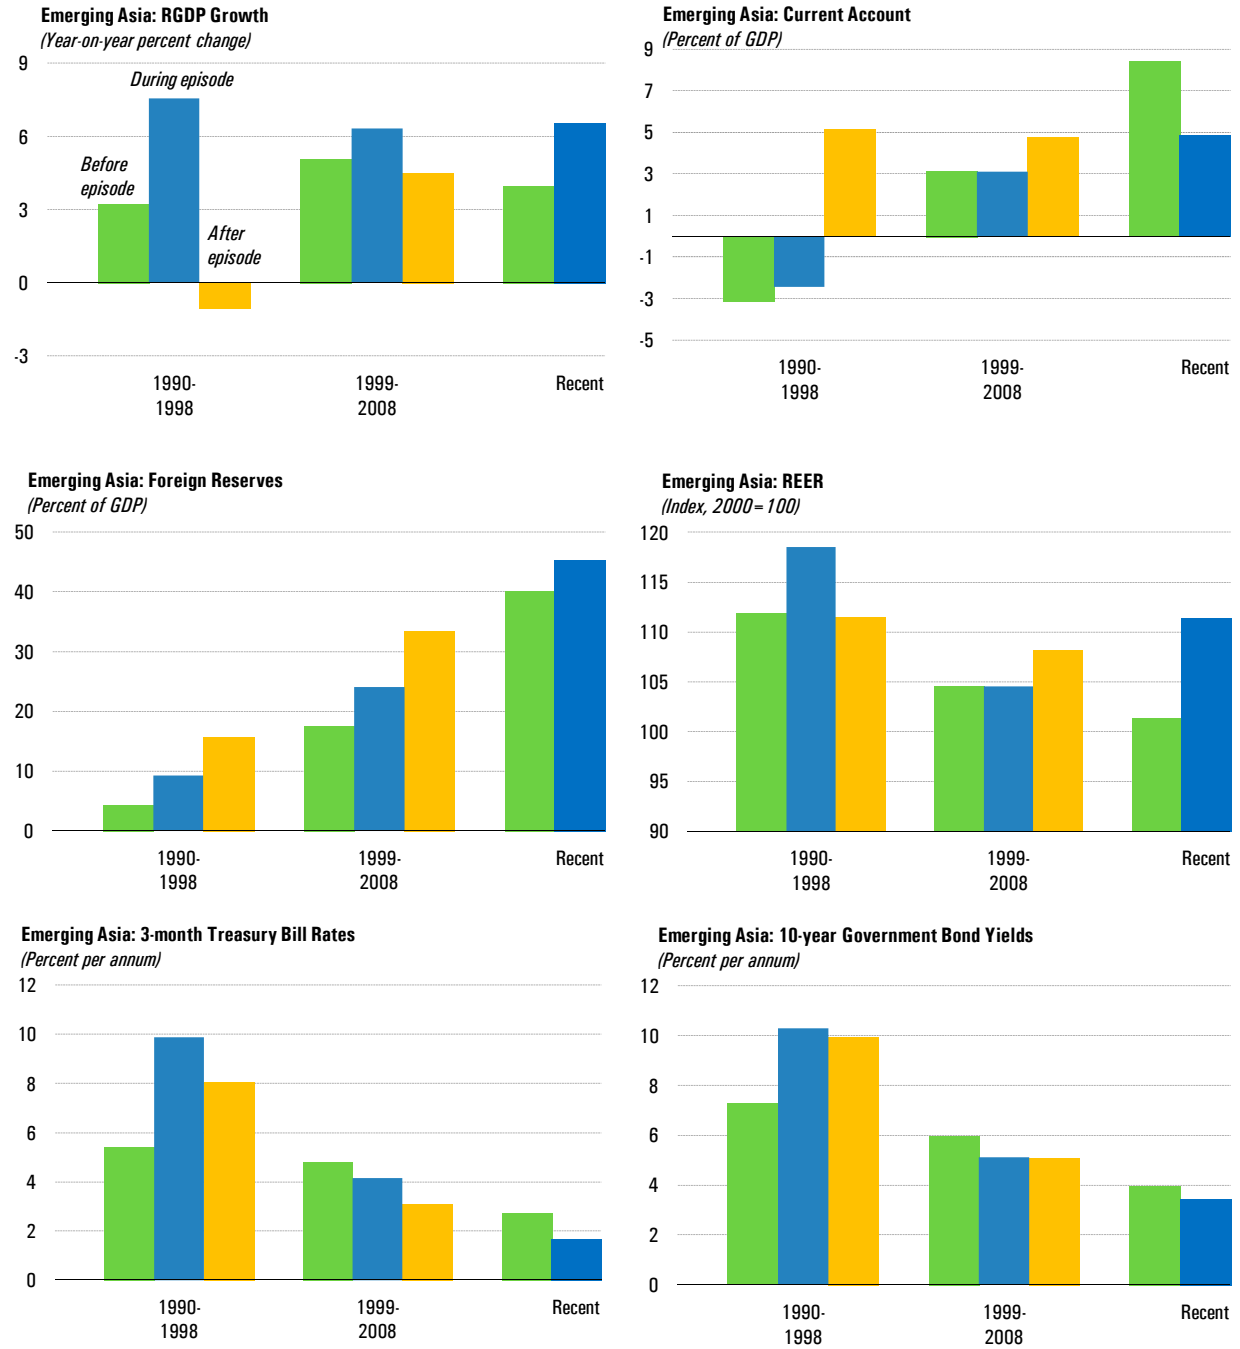 Emerging Asia: RGDP Growth
(Year-on-year percent change)
9
6
3
0
-3
During episode
Before
episode
After
episode
1990-
1998
1999-
2008
Recent
Emerging Asia: Current Account
(Percent of GDP)
9
7
5
3
1
-1
-3
-5
1990-
1998
1999-
2008
Recent
Emerging Asia: Foreign Reserves
(Percent of GDP)
50
40
30
20
10
0
1990-
1998
1999-
2008
Recent
Emerging Asia: REER
(Index, 2000=100)
120
115
110
105
100
95
90
1990-
1998
1999-
2008
Recent
Emerging Asia: 3-month Treasury Bill Rates
(Percent per annum)
12
10
8
6
4
2
0
1990-
1998
1999-
2008
Recent
Emerging Asia: 10-year Government Bond Yields
(Percent per annum)
12
10
8
6
4
2
0
1990-
1998
1999-
2008
Recent